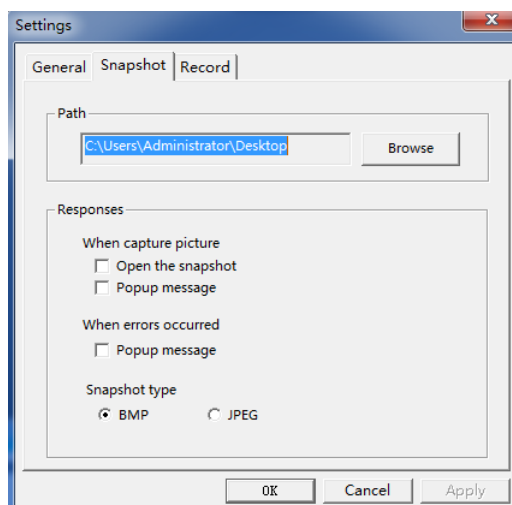 Settings
General Snapshot Record
Path
C:\Users\Administrator\Desktop Browse
Responses
When capture picture
Open the snapshot
Popup message
When errors occurred
Popup message
Snapshot type
BMP JPEG
OK Cancel Apply